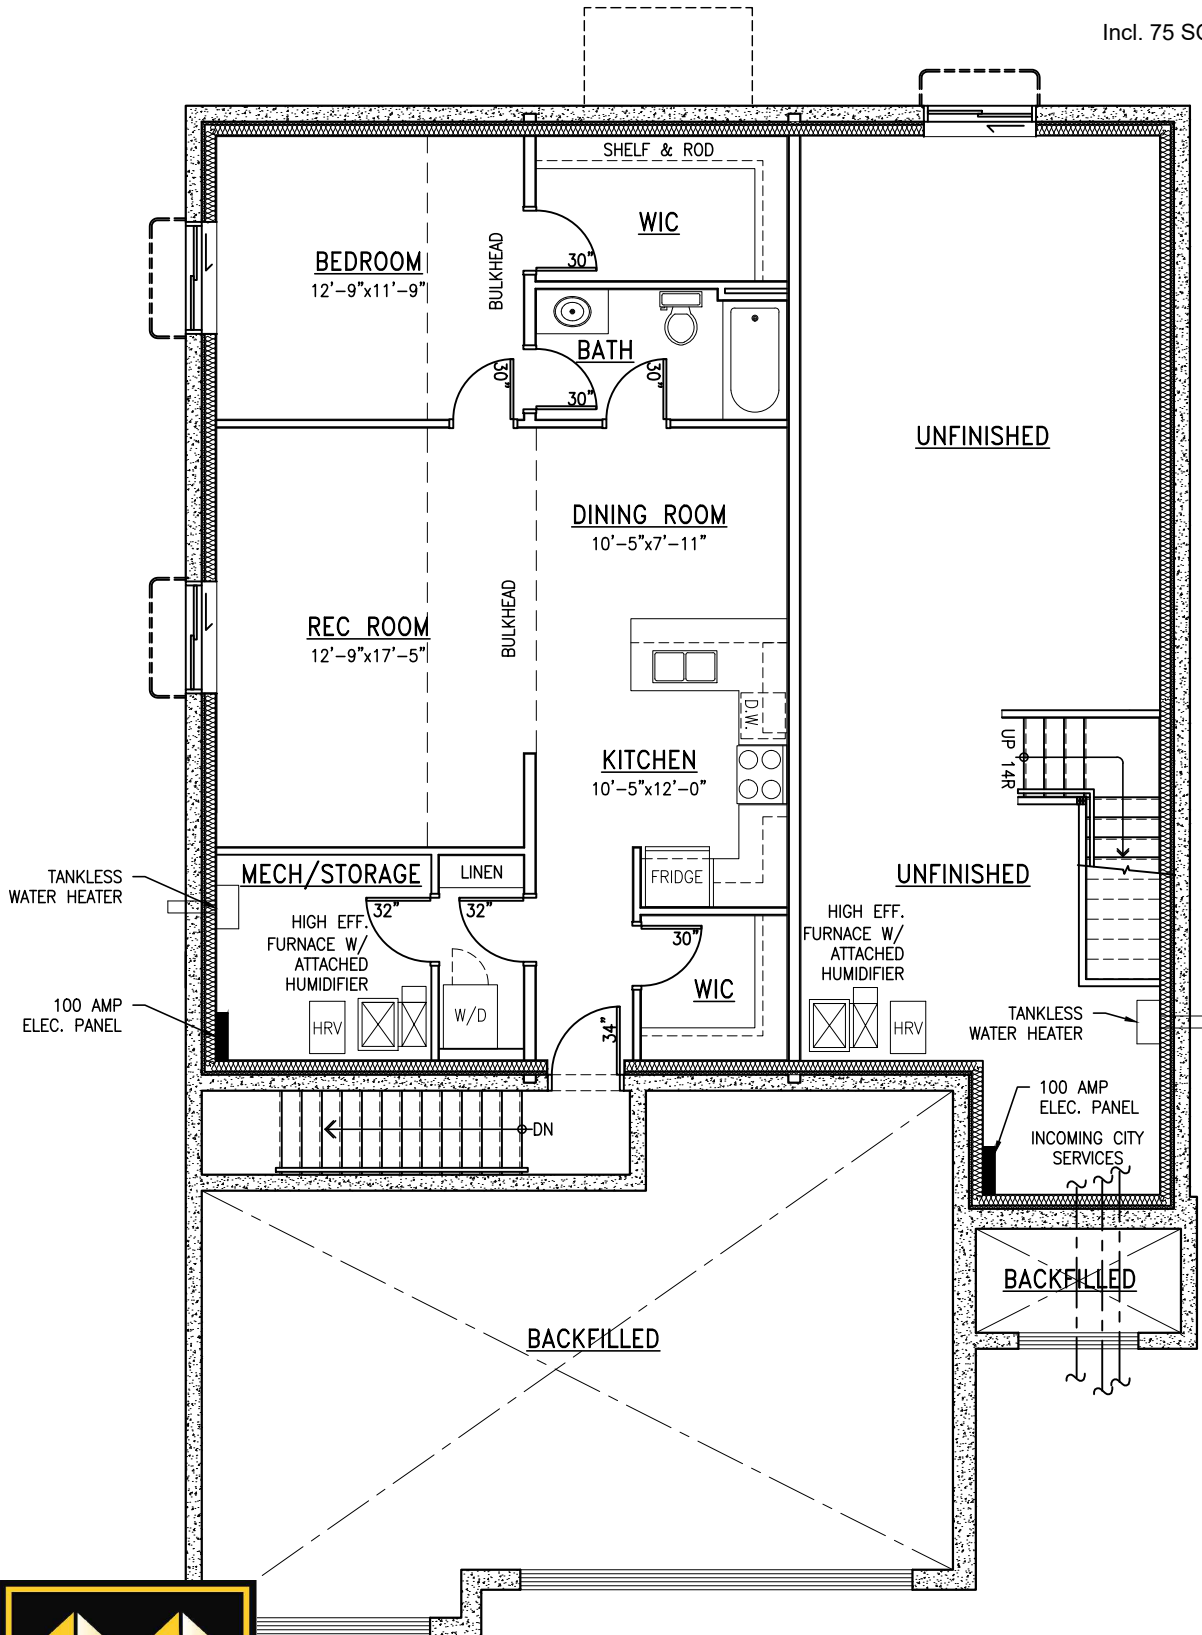 Incl. 75 SQ
SHELF & ROD
WIC
30"
BEDROOM
12'-9"x11'-9"
BULKHEAD
BATH
30"
30"
30"
UNFINISHED
DINING ROOM
10'-5"x7'-11"
BULKHEAD
REC ROOM
12'-9"x17'-5"
D.W.
UP 14R
KITCHEN
10'-5"x12'-0"
MECH/STORAGE
LINEN
FRIDGE
UNFINISHED
TANKLESS
WATER HEATER
32"
32"
HIGH EFF.
FURNACE W/
ATTACHED
HUMIDIFIER
30"
WIC
HIGH EFF.
FURNACE W/
ATTACHED
HUMIDIFIER
100 AMP
ELEC. PANEL
HRV
W/D
34"
HRV
TANKLESS
WATER HEATER
100 AMP
ELEC. PANEL
DN
INCOMING CITY
SERVICES
BACKFILLED
BACKFILLED